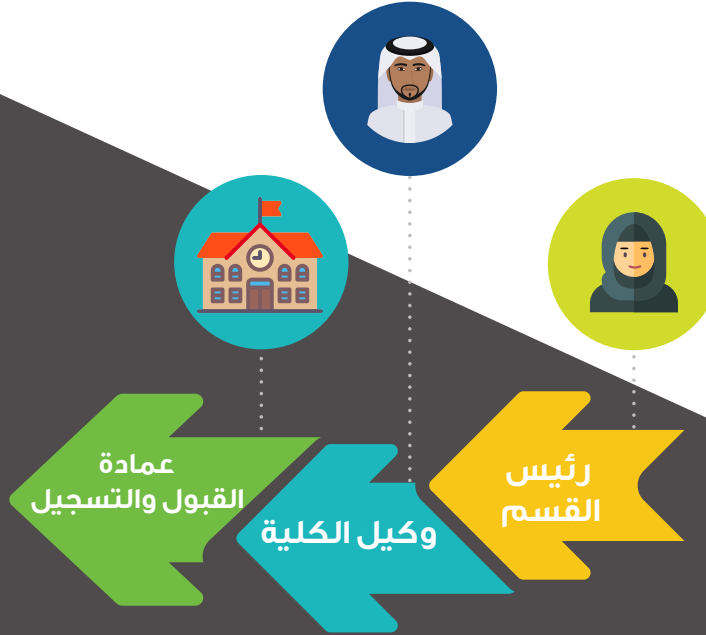 رئيس
القسم
وكيل الكلية
عمادة
القبول والتسجيل